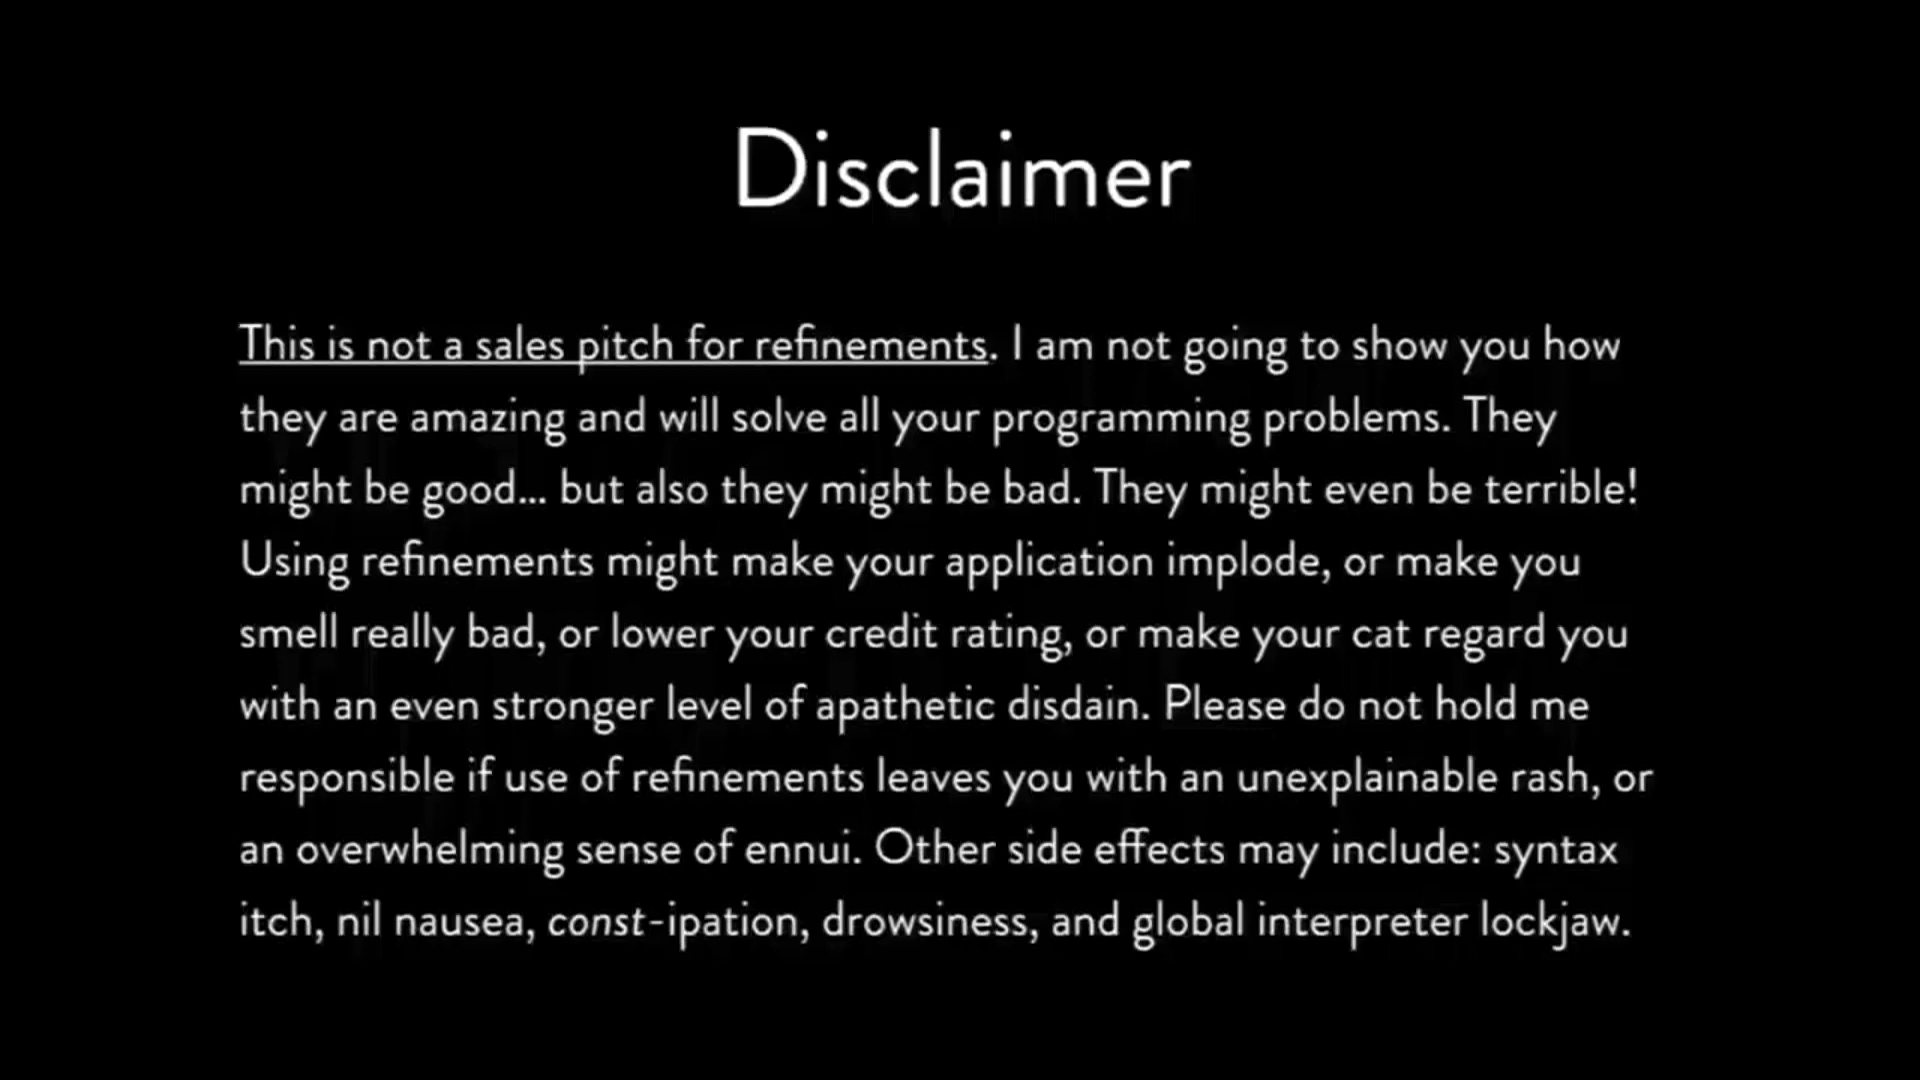 Disclaimer
This is not a sales pitch for refinements. I am not going to show you how
they are amazing and will solve all your programming problems. They
might be good... but also they might be bad. They might even be terrible!
Using refinements might make your application implode, or make you
smell really bad, or lower your credit rating, or make your cat regard you
with an even stronger level of apathetic disdain. Please do not hold me
responsible if use of refinements leaves you with an unexplainable rash, or
an overwhelming sense of ennui. Other side effects may include: syntax
itch, nil nausea, const-ipation, drowsiness, and global interpreter lockjaw.